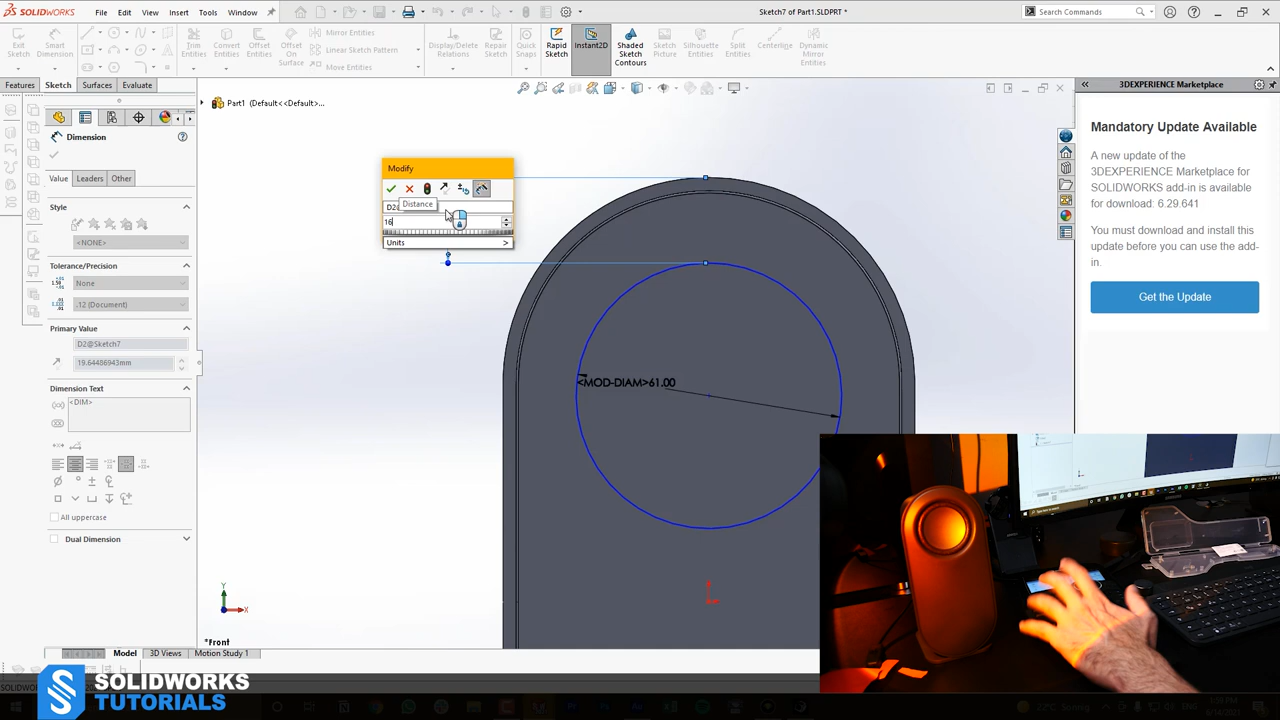 SOLIDWORKS
File
Edit
View
Insert
Tools
Window
Sketch7 of Part1.SLDPRT *
Search Commands
Exit Sketch
Smart Dimension
Trim Entities
Convert Entities
Offset Entities
Offset On Surface
Mirror Entities
Linear Sketch Pattern
Move Entities
Display/Delete Relations
Repair Sketch
Quick Snaps
Rapid Sketch
Instant2D
Shaded Sketch Contours
Sketch Picture
Silhouette Entities
Split Entities
Centerline
Dynamic Mirror Entities
Features
Sketch
Surfaces
Evaluate
Part1 (Default<<Default>...
3DEXPERIENCE Marketplace
Dimension
Value
Leaders
Other
Style
<NONE>
Tolerance/Precision
None
.12 (Document)
Primary Value
D2@Sketch7
19.64486943mm
Dimension Text
<DIM>
All uppercase
Dual Dimension
Modify
Distance
16
Units
<MOD-DIAM>61.00
Mandatory Update Available
A new update of the
3DEXPERIENCE Marketplace for
SOLIDWORKS add-in is available
for download: 6.29.641
You must download and install this
update before you can use the add-
in.
Get the Update
Y
X
*Front
Model
3D Views
Motion Study 1
SOLIDWORKS
TUTORIALS